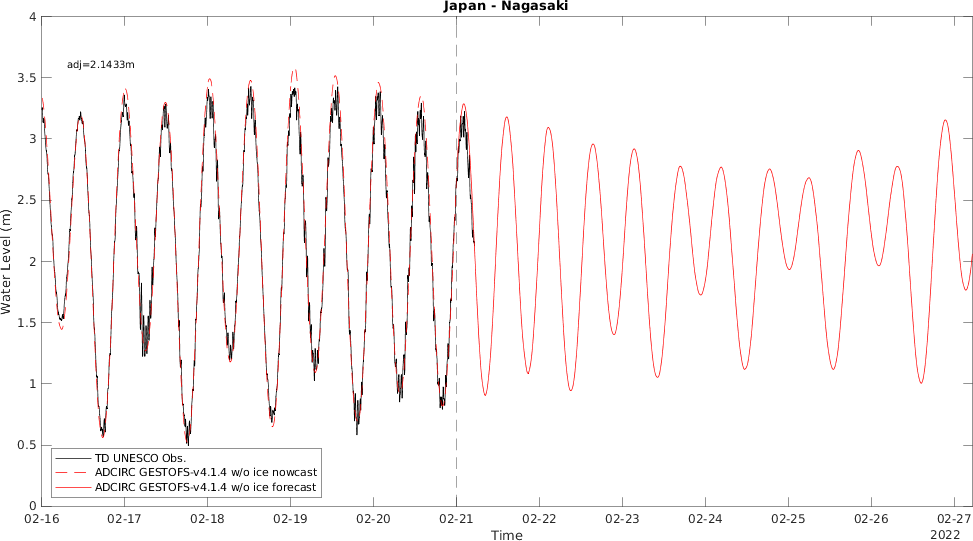 Japan - Nagasaki
4
3.5
3
2.5
2
1.5
1
0.5
0
Water Level (m)
adj=2.1433m
TD UNESCO Obs.
ADCIRC GESTOFS-v4.1.4 w/o ice nowcast
ADCIRC GESTOFS-v4.1.4 w/o ice forecast
02-16 02-17 02-18 02-19 02-20 02-21 02-22 02-23 02-24 02-25 02-26 02-27
Time
2022